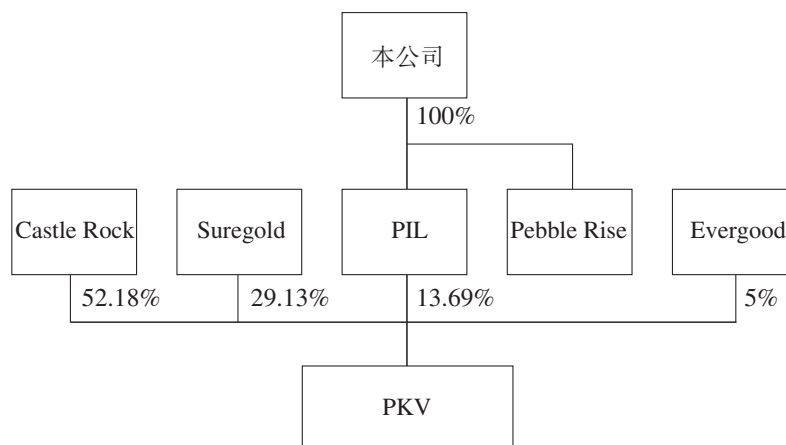 本公司
100%
Castle Rock
Suregold
PIL
Pebble Rise
Evergood
52.18%
29.13%
13.69%
5%
PKV